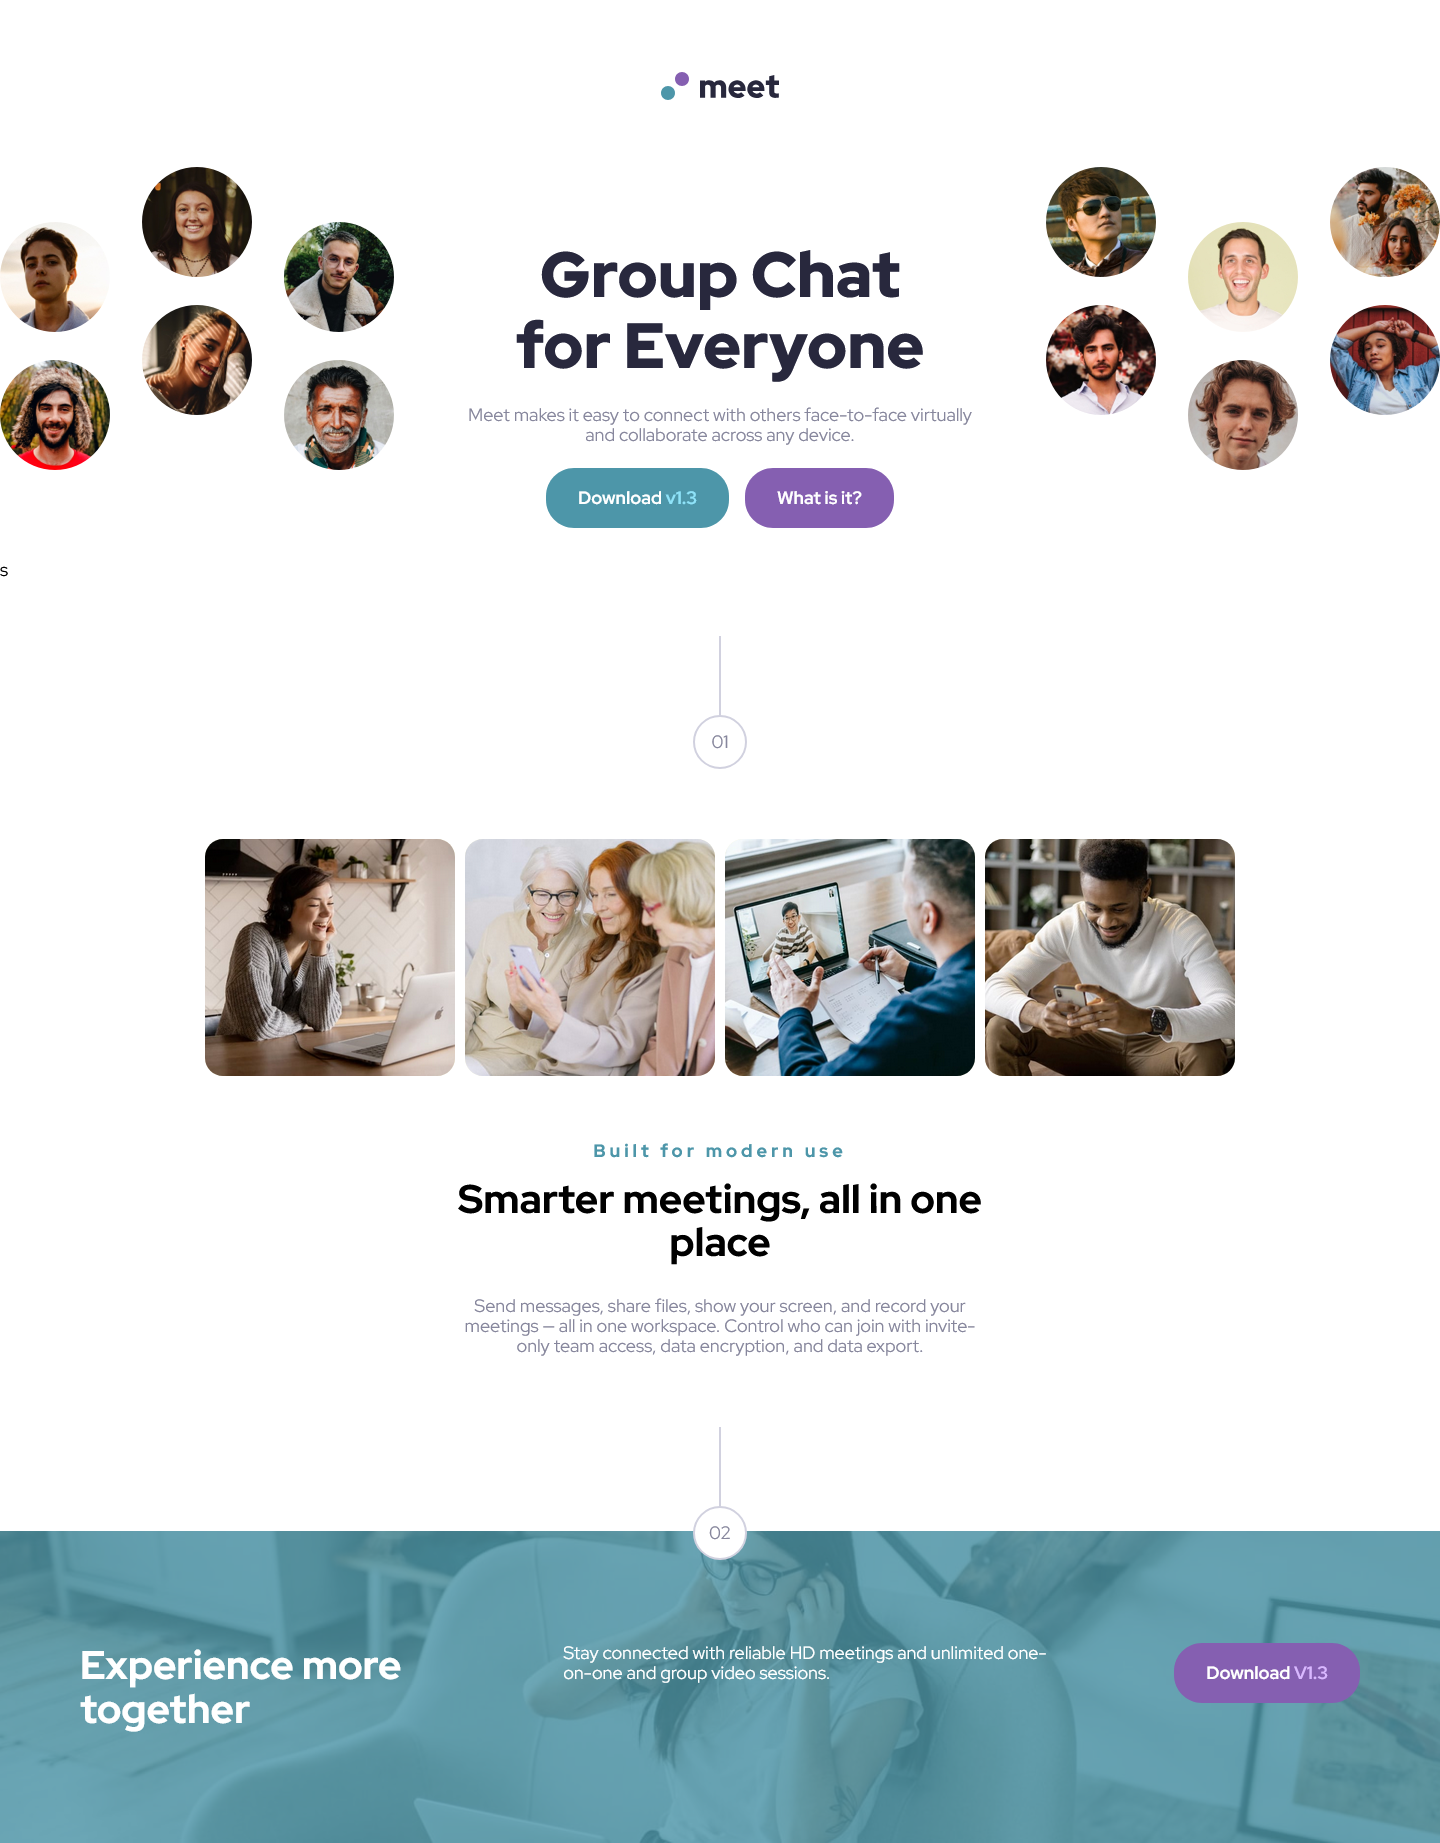 meet
Group Chat
for Everyone
Meet makes it easy to connect with others face-to-face virtually
and collaborate across any device.
Download v1.3
What is it?
s
01
Built for modern use
Smarter meetings, all in one
place
Send messages, share files, show your screen, and record your
meetings — all in one workspace. Control who can join with invite-
only team access, data encryption, and data export.
02
Experience more
together
Stay connected with reliable HD meetings and unlimited one-
on-one and group video sessions.
Download V1.3